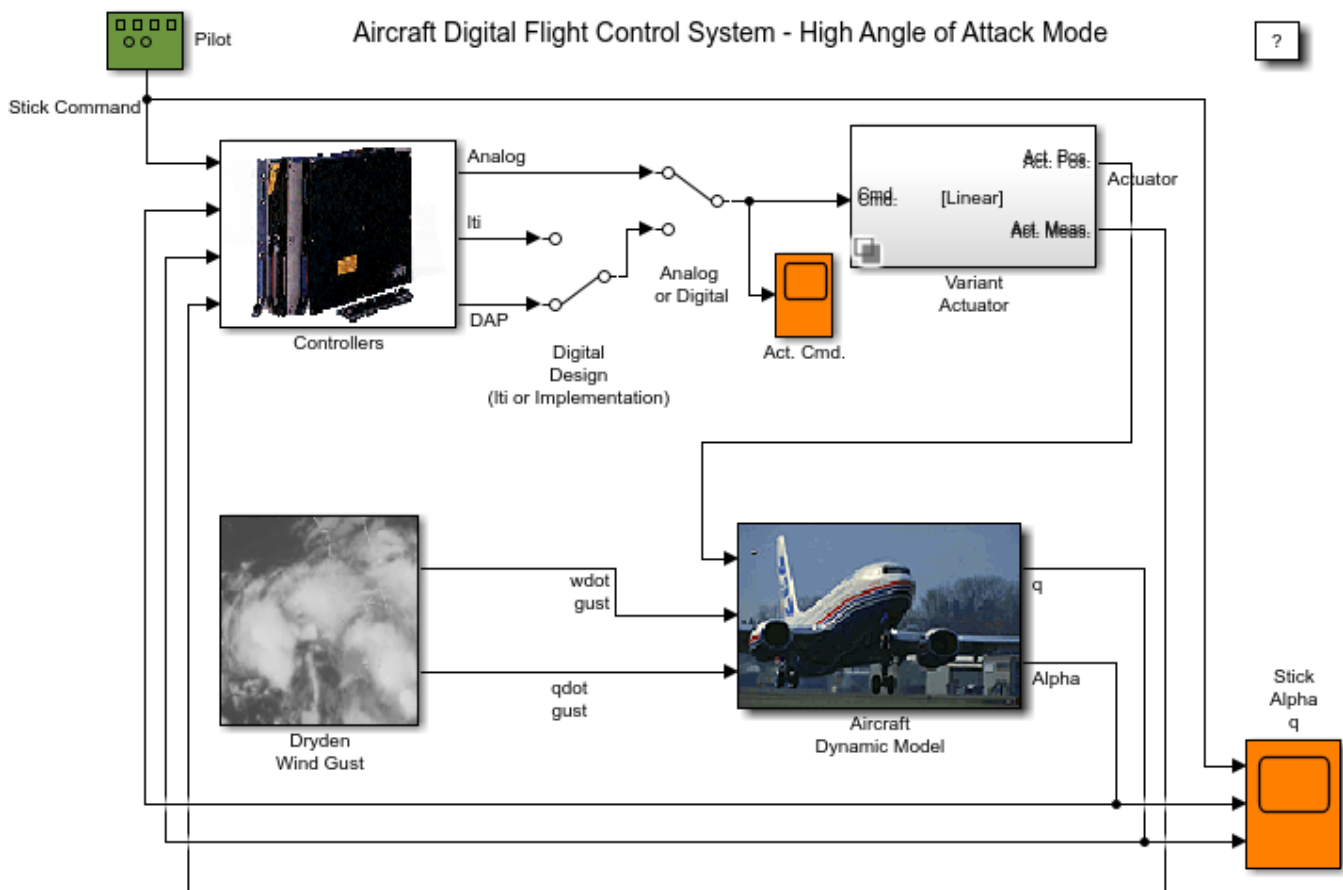 Aircraft Digital Flight Control System - High Angle of Attack Mode
?
Pilot
Stick Command
Analog
lti
DAP
Controllers
Digital
Design
(lti or Implementation)
Analog
or Digital
Act. Cmd.
Cmd.
[Linear]
Act. Pos.
Act. Meas.
Variant
Actuator
Actuator
wdot
gust
qdot
gust
Dryden
Wind Gust
q
Alpha
Aircraft
Dynamic Model
Stick
Alpha
q